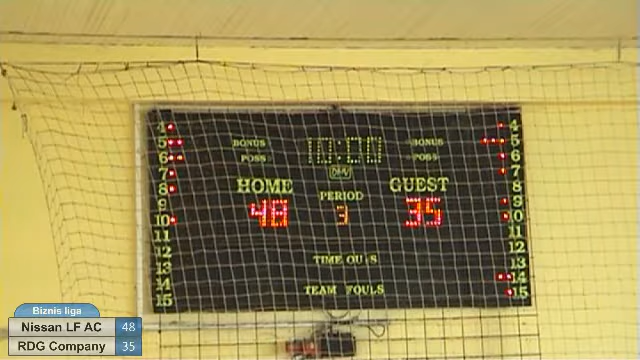 4 4
5 BONUS 10:00 BONUS 5
6 POSS POSS 6
7 7
8 HOME GUEST 8
9 PERIOD 9
10 48 3 35 10
11 11
12 12
13 TIME OUTS 13
14 14
15 TEAM FOULS 15
Biznis liga
Nissan LF AC 48
RDG Company 35